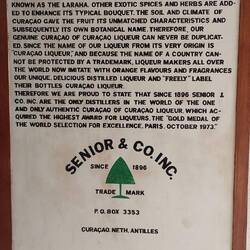 KNOWN AS THE LARAHA. OTHER EXOTIC SPICES AND HERBS ARE ADD-
ED TO ENHANCE ITS TYPICAL BOUQUET. THE SOIL AND CLIMATE OF
CURAÇAO GAVE THE FRUIT ITS UNMATCHED CHARACTERISTICS AND
SUBSEQUENTLY ITS OWN BOTANICAL NAME. THEREFORE, OUR
GENUINE CURAÇAO OF CURAÇAO LIQUEUR CAN NEVER BE DUPLICAT-
ED. SINCE THE NAME OF OUR LIQUEUR FROM ITS VERY ORIGIN IS
"CURAÇAO LIQUEUR," AND BECAUSE THE NAME OF A COUNTRY CAN-
NOT BE PROTECTED BY A TRADEMARK, LIQUEUR MAKERS ALL OVER
THE WORLD NOW IMITATE WITH ORANGE FLAVOURS AND FRAGRANCES
OUR UNIQUE, DELICIOUS DISTILLED LIQUEUR AND "FREELY" LABEL
THEIR BOTTLES CURAÇAO LIQUEUR.
THEREFORE WE ARE PROUD TO STATE THAT SINCE 1896 SENIOR &
CO. INC. ARE THE ONLY DISTILLERS IN THE WORLD OF THE ONE
AND ONLY AUTHENTIC CURAÇAO OF CURAÇAO LIQUEUR, WHICH AC-
QUIRED THE HIGHEST AWARD FOR LIQUEURS, THE "GOLD MEDAL OF
THE WORLD SELECTION FOR EXCELLENCE, PARIS, OCTOBER 1973."
SENIOR & CO. INC.
SINCE 1896
TRADE MARK
P.O. BOX 3353
CURAÇAO, NETH. ANTILLES